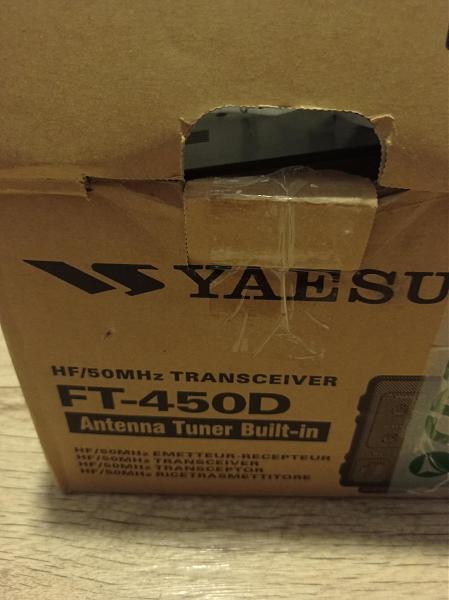 YAESU
HF/50MHz TRANSCEIVER
FT-450D
Antenna Tuner Built-in
HF/50MHz EMETTEUR-RECEPTEUR
HF/50MHz TRANSCEIVER
HF/50MHz TRANSCEPTOR
HF/50MHz RICETRASMETTITORE